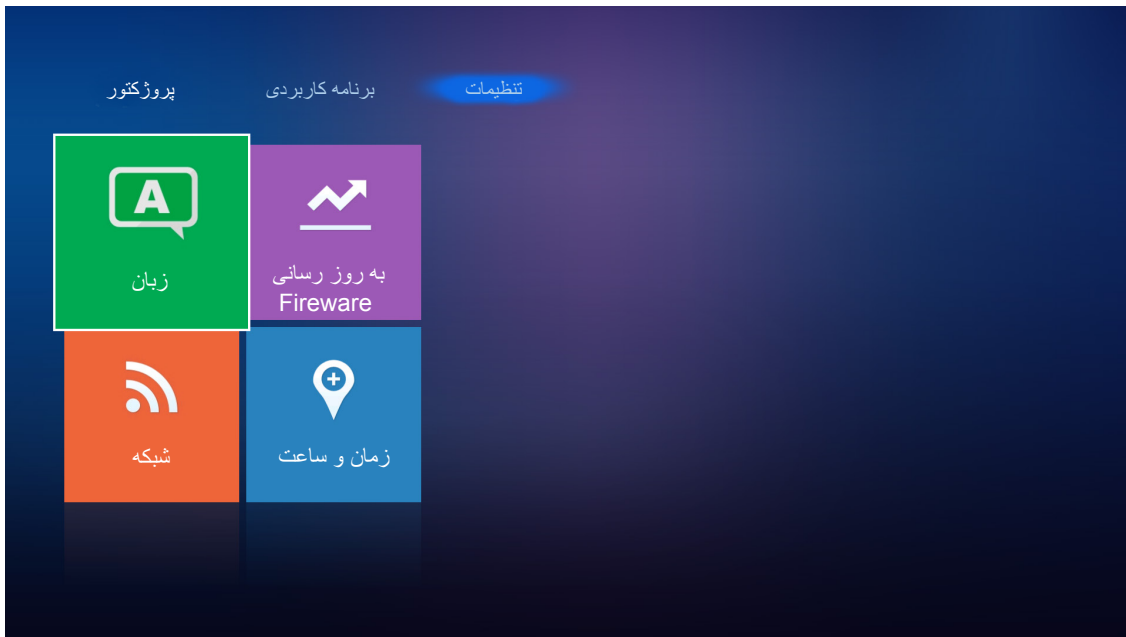 پروژکتور
برنامه کاربردی
تنظیمات
A
زبان
به روز رسانی
Fireware
شبکه
زمان و ساعت